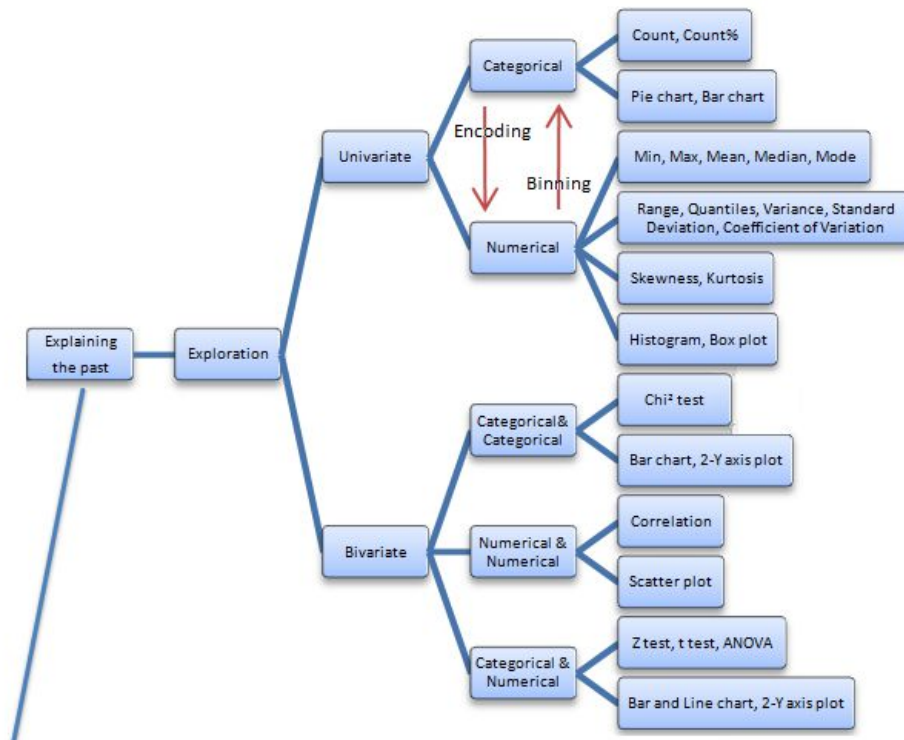 Count, Count%
Categorical
Pie chart, Bar chart
Encoding
Univariate
Min, Max, Mean, Median, Mode
Binning
Range, Quantiles, Variance, Standard
Deviation, Coefficient of Variation
Numerical
Skewness, Kurtosis
Histogram, Box plot
Explaining
the past
Exploration
Chi² test
Categorical&
Categorical
Bar chart, 2-Y axis plot
Correlation
Bivariate
Numerical &
Numerical
Scatter plot
Z test, t test, ANOVA
Categorical &
Numerical
Bar and Line chart, 2-Y axis plot